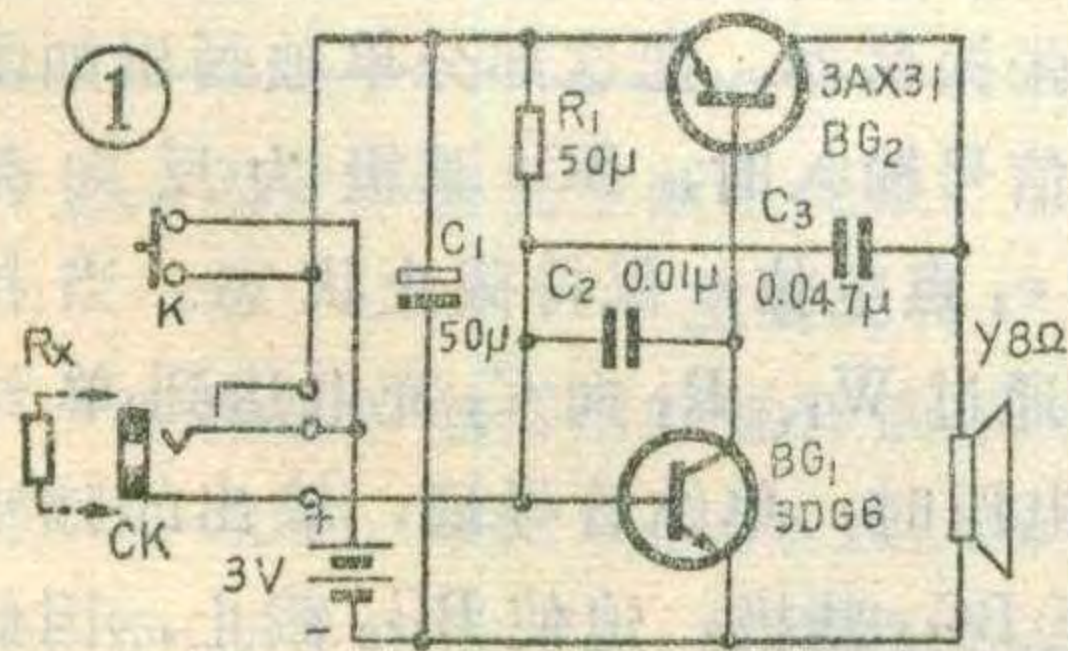 ①
3AX31
BG₂
R₁
50μ
C₃
C₁
C₂ 0.01μ
0.047μ
K
50μ
Y8Ω
Rx
BG₁
3DG6
CK
+
3V
-